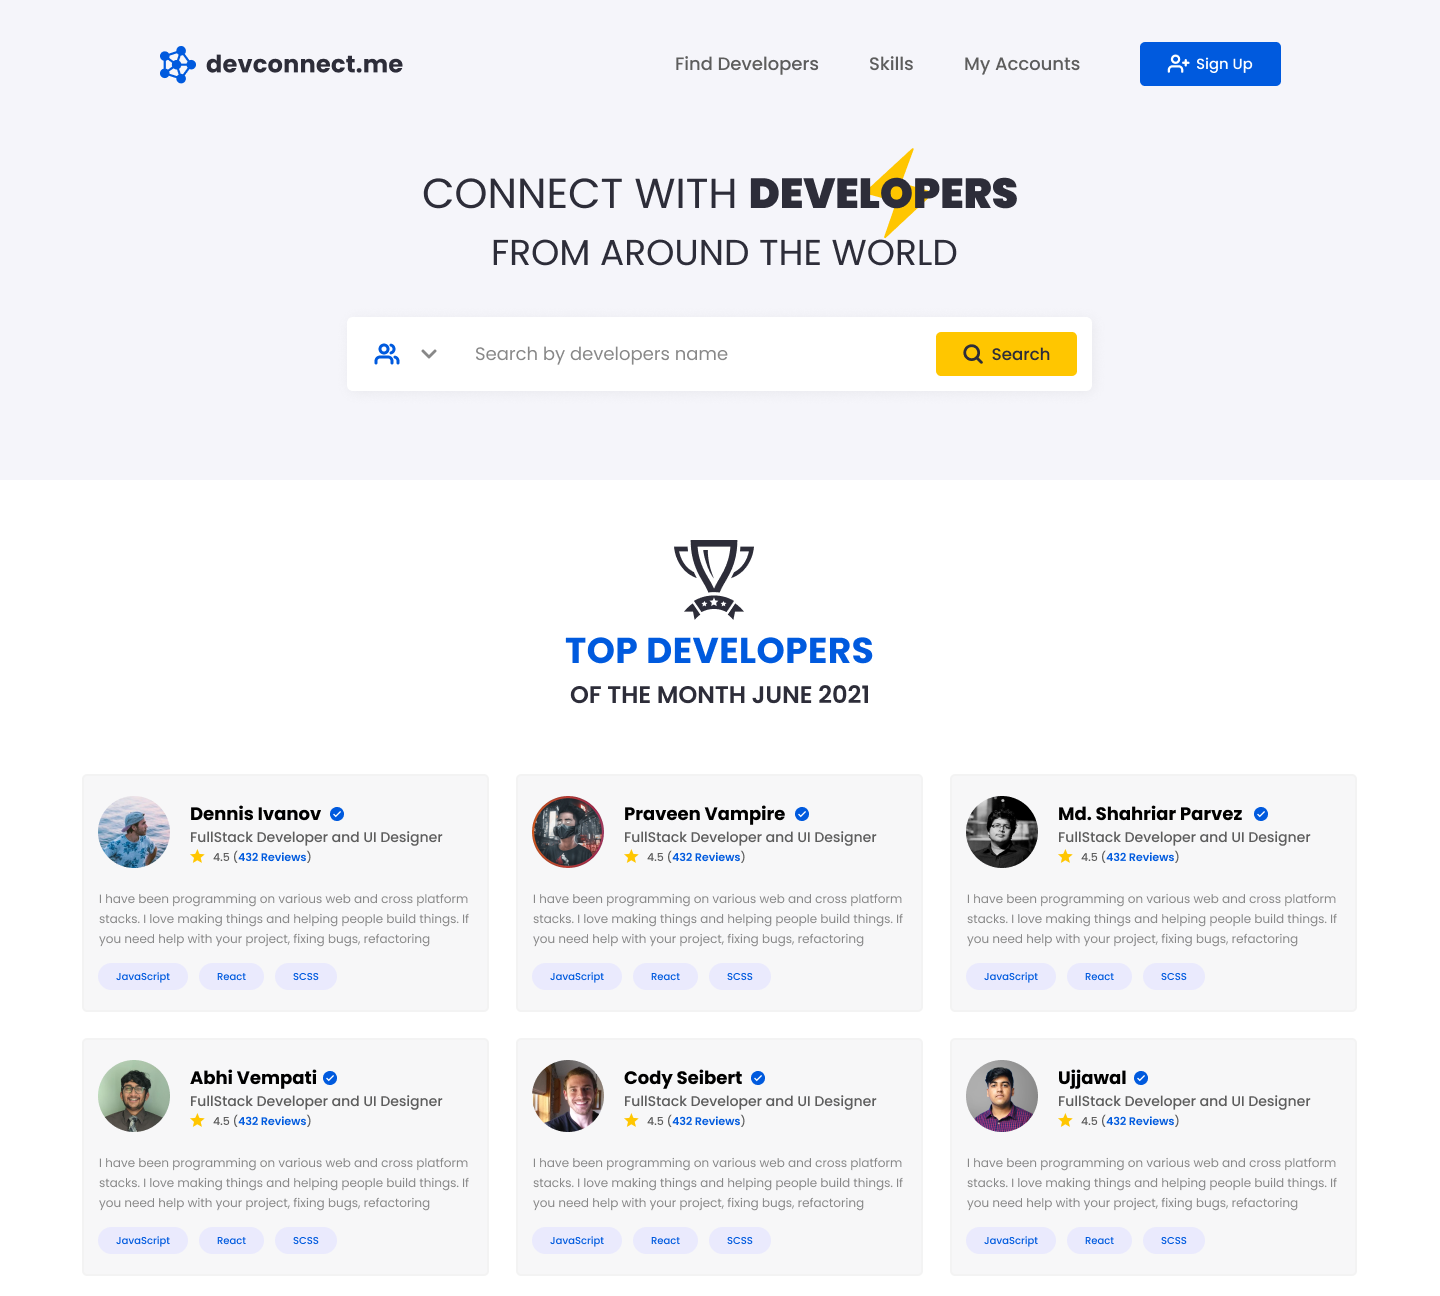 devconnect.me
Find Developers Skills My Accounts Sign Up
CONNECT WITH DEVELOPERS
FROM AROUND THE WORLD
Search by developers name Search
TOP DEVELOPERS
OF THE MONTH JUNE 2021
Dennis Ivanov
FullStack Developer and UI Designer
4.5 (432 Reviews)
I have been programming on various web and cross platform
stacks. I love making things and helping people build things. If
you need help with your project, fixing bugs, refactoring
JavaScript React SCSS
Praveen Vampire
FullStack Developer and UI Designer
4.5 (432 Reviews)
I have been programming on various web and cross platform
stacks. I love making things and helping people build things. If
you need help with your project, fixing bugs, refactoring
JavaScript React SCSS
Md. Shahriar Parvez
FullStack Developer and UI Designer
4.5 (432 Reviews)
I have been programming on various web and cross platform
stacks. I love making things and helping people build things. If
you need help with your project, fixing bugs, refactoring
JavaScript React SCSS
Abhi Vempati
FullStack Developer and UI Designer
4.5 (432 Reviews)
I have been programming on various web and cross platform
stacks. I love making things and helping people build things. If
you need help with your project, fixing bugs, refactoring
JavaScript React SCSS
Cody Seibert
FullStack Developer and UI Designer
4.5 (432 Reviews)
I have been programming on various web and cross platform
stacks. I love making things and helping people build things. If
you need help with your project, fixing bugs, refactoring
JavaScript React SCSS
Ujjawal
FullStack Developer and UI Designer
4.5 (432 Reviews)
I have been programming on various web and cross platform
stacks. I love making things and helping people build things. If
you need help with your project, fixing bugs, refactoring
JavaScript React SCSS